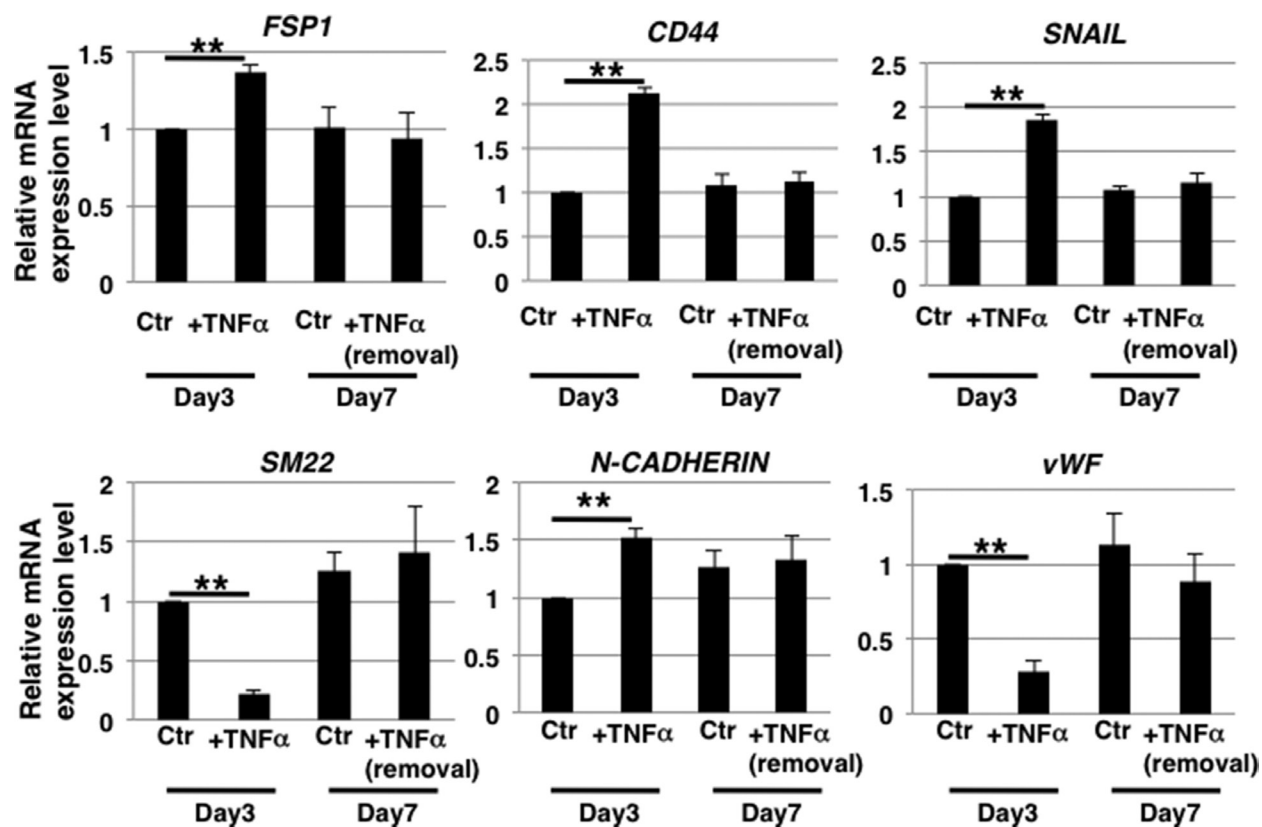 FSP1
Relative mRNA
expression level
1.5
1
0.5
0
**
Ctr +TNFα Ctr +TNFα
(removal)
Day3 Day7
CD44
2.5
2
1.5
1
0.5
0
**
Ctr +TNFα Ctr +TNFα
(removal)
Day3 Day7
SNAIL
2.5
2
1.5
1
0.5
0
**
Ctr +TNFα Ctr +TNFα
(removal)
Day3 Day7
SM22
Relative mRNA
expression level
2
1.5
1
0.5
0
**
Ctr +TNFα Ctr +TNFα
(removal)
Day3 Day7
N-CADHERIN
2
1.5
1
0.5
0
**
Ctr +TNFα Ctr +TNFα
(removal)
Day3 Day7
vWF
1.5
1
0.5
0
**
Ctr +TNFα Ctr +TNFα
(removal)
Day3 Day7